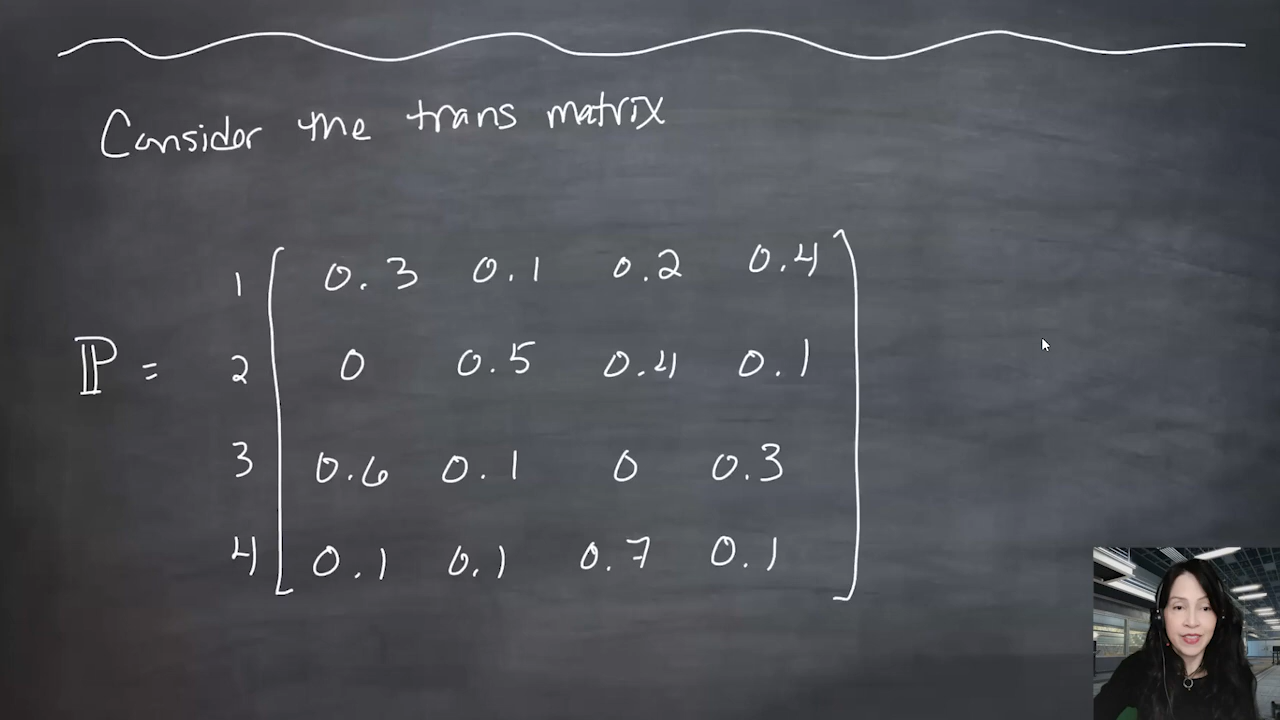 Consider the trans matrix
1 0.3 0.1 0.2 0.4
ℙ = 2 0 0.5 0.4 0.1
3 0.6 0.1 0 0.3
4 0.1 0.1 0.7 0.1